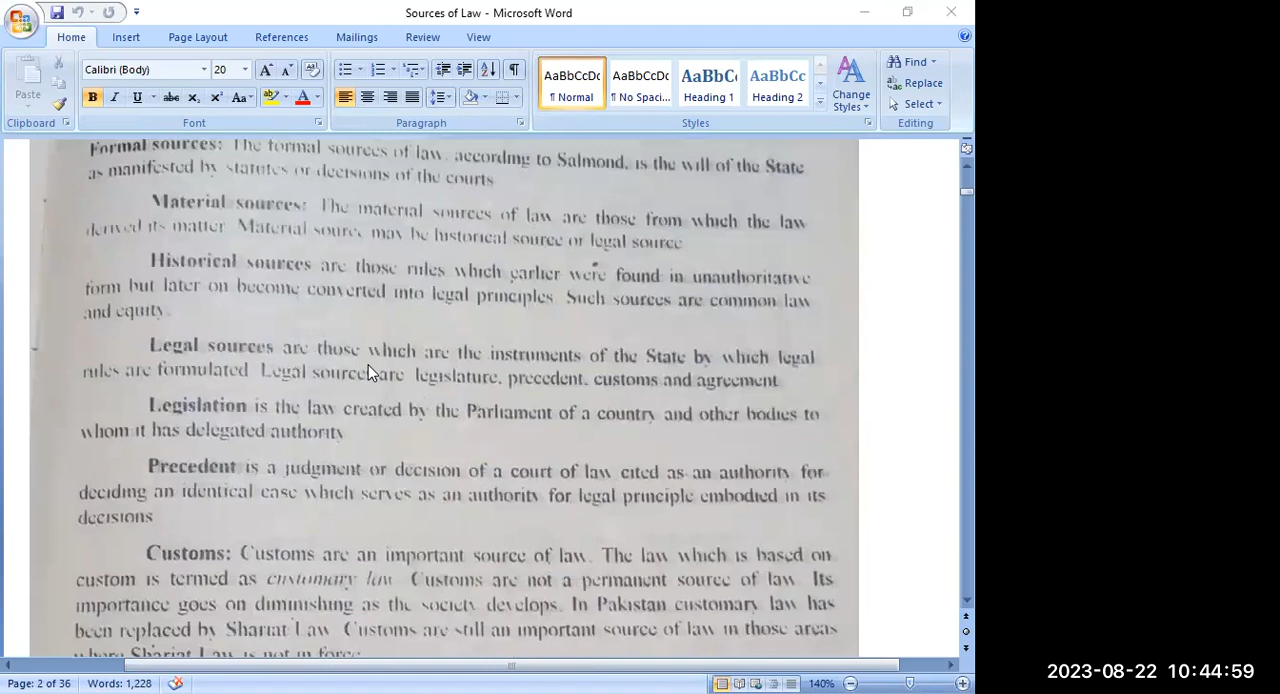 Sources of Law - Microsoft Word
Home Insert Page Layout References Mailings Review View
Paste
Clipboard
Calibri (Body) 20
Font
Paragraph
AaBbCcDc AaBbCcDc AaBbC AaBbCc
¶ Normal ¶ No Spaci... Heading 1 Heading 2
Change Styles
Styles
Find
Replace
Select
Editing
Formal sources: The formal sources of law, according to Salmond, is the will of the State
as manifested by statutes or decisions of the courts
Material sources: The material sources of law are those from which the law
derived its matter Material source may be historical source or legal source
Historical sources are those rules which earlier were found in unauthoritative
form but later on become converted into legal principles. Such sources are common law
and equity.
Legal sources are those which are the instruments of the State by which legal
rules are formulated Legal source are legislature, precedent, customs and agreement
Legislation is the law created by the Parliament of a country and other bodies to
whom it has delegated authority
Precedent is a judgment or decision of a court of law cited as an authority for
deciding an identical case which serves as an authority for legal principle embodied in its
decisions
Customs: Customs are an important source of law. The law which is based on
custom is termed as customary law Customs are not a permanent source of law. Its
importance goes on diminishing as the society develops. In Pakistan customary law has
been replaced by Shariat Law Customs are still an important source of law in those areas
where Shariat Law is not in force
Page: 2 of 36 Words: 1,228 140%
2023-08-22 10:44:59